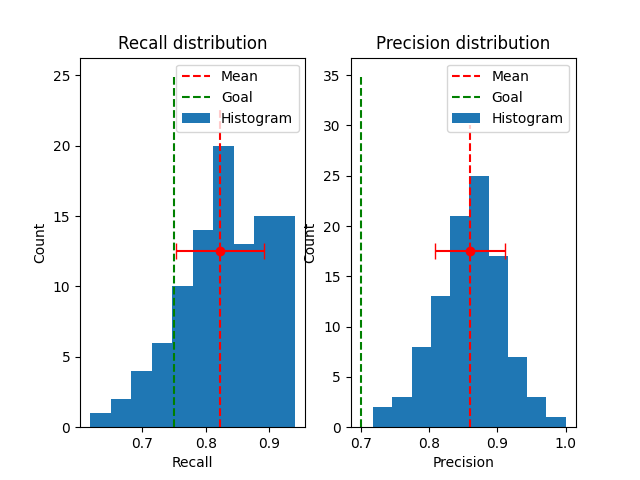 Recall distribution
Mean
Goal
Histogram
25
20
15
10
5
0
Count
0.7
0.8
0.9
Recall
Precision distribution
Mean
Goal
Histogram
35
30
25
20
15
10
5
0
Count
0.7
0.8
0.9
1.0
Precision